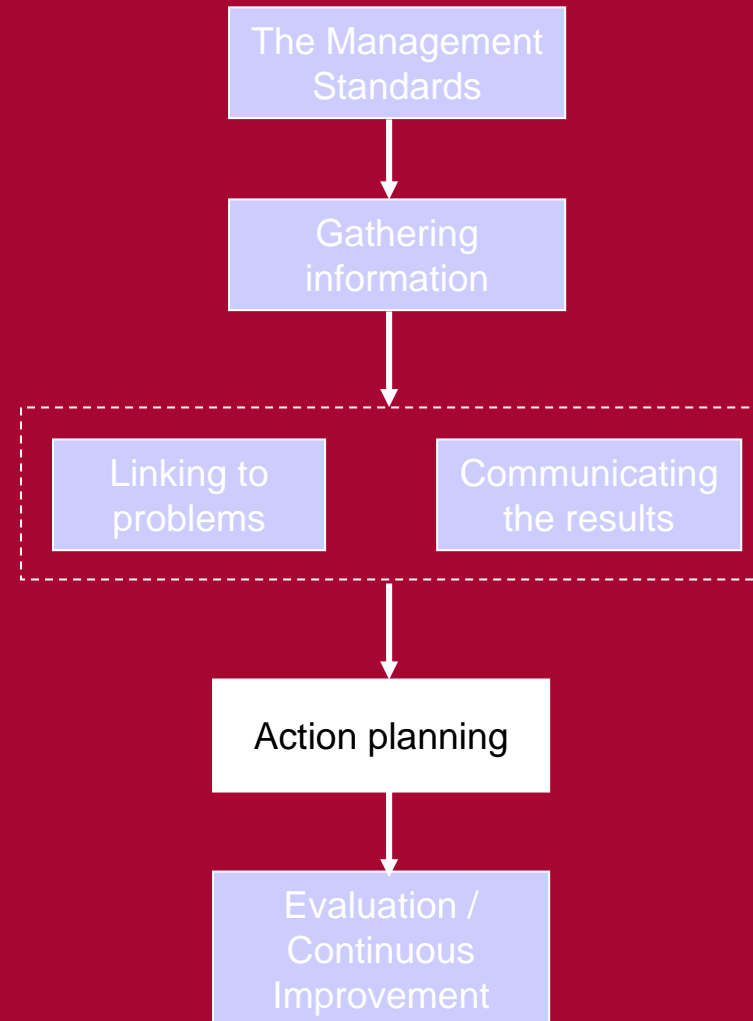 The Management
Standards
Gathering
information
Linking to
problems
Communicating
the results
Action planning
Evaluation /
Continuous
Improvement